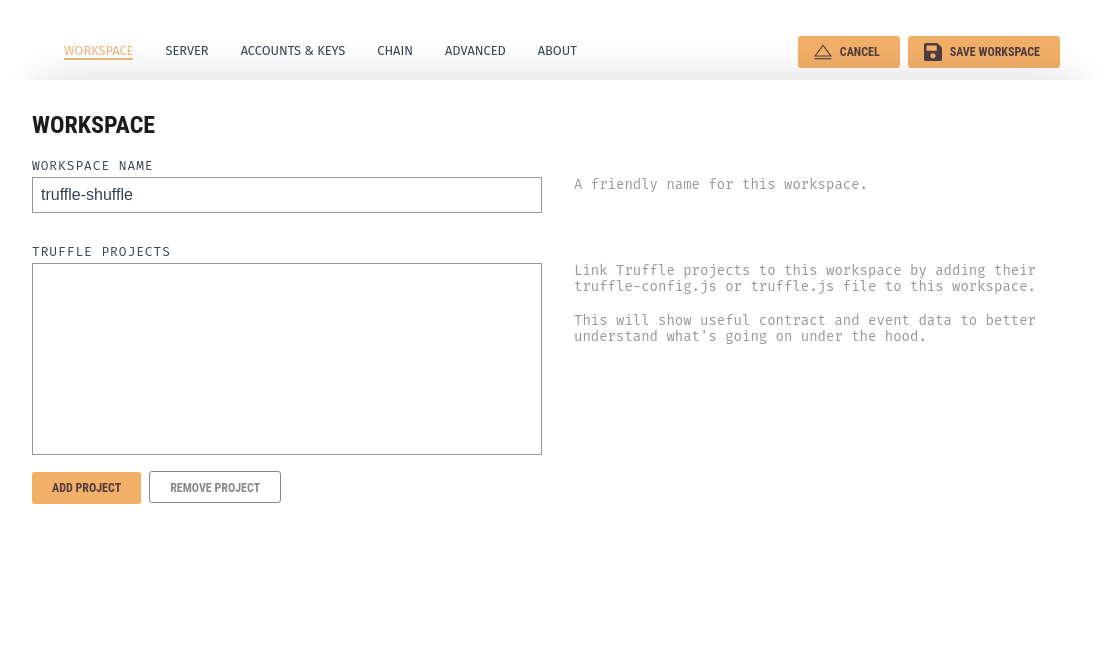 WORKSPACE SERVER ACCOUNTS & KEYS CHAIN ADVANCED ABOUT CANCEL SAVE WORKSPACE
WORKSPACE
WORKSPACE NAME
truffle-shuffle
A friendly name for this workspace.
TRUFFLE PROJECTS
Link Truffle projects to this workspace by adding their
truffle-config.js or truffle.js file to this workspace.
This will show useful contract and event data to better
understand what's going on under the hood.
ADD PROJECT REMOVE PROJECT